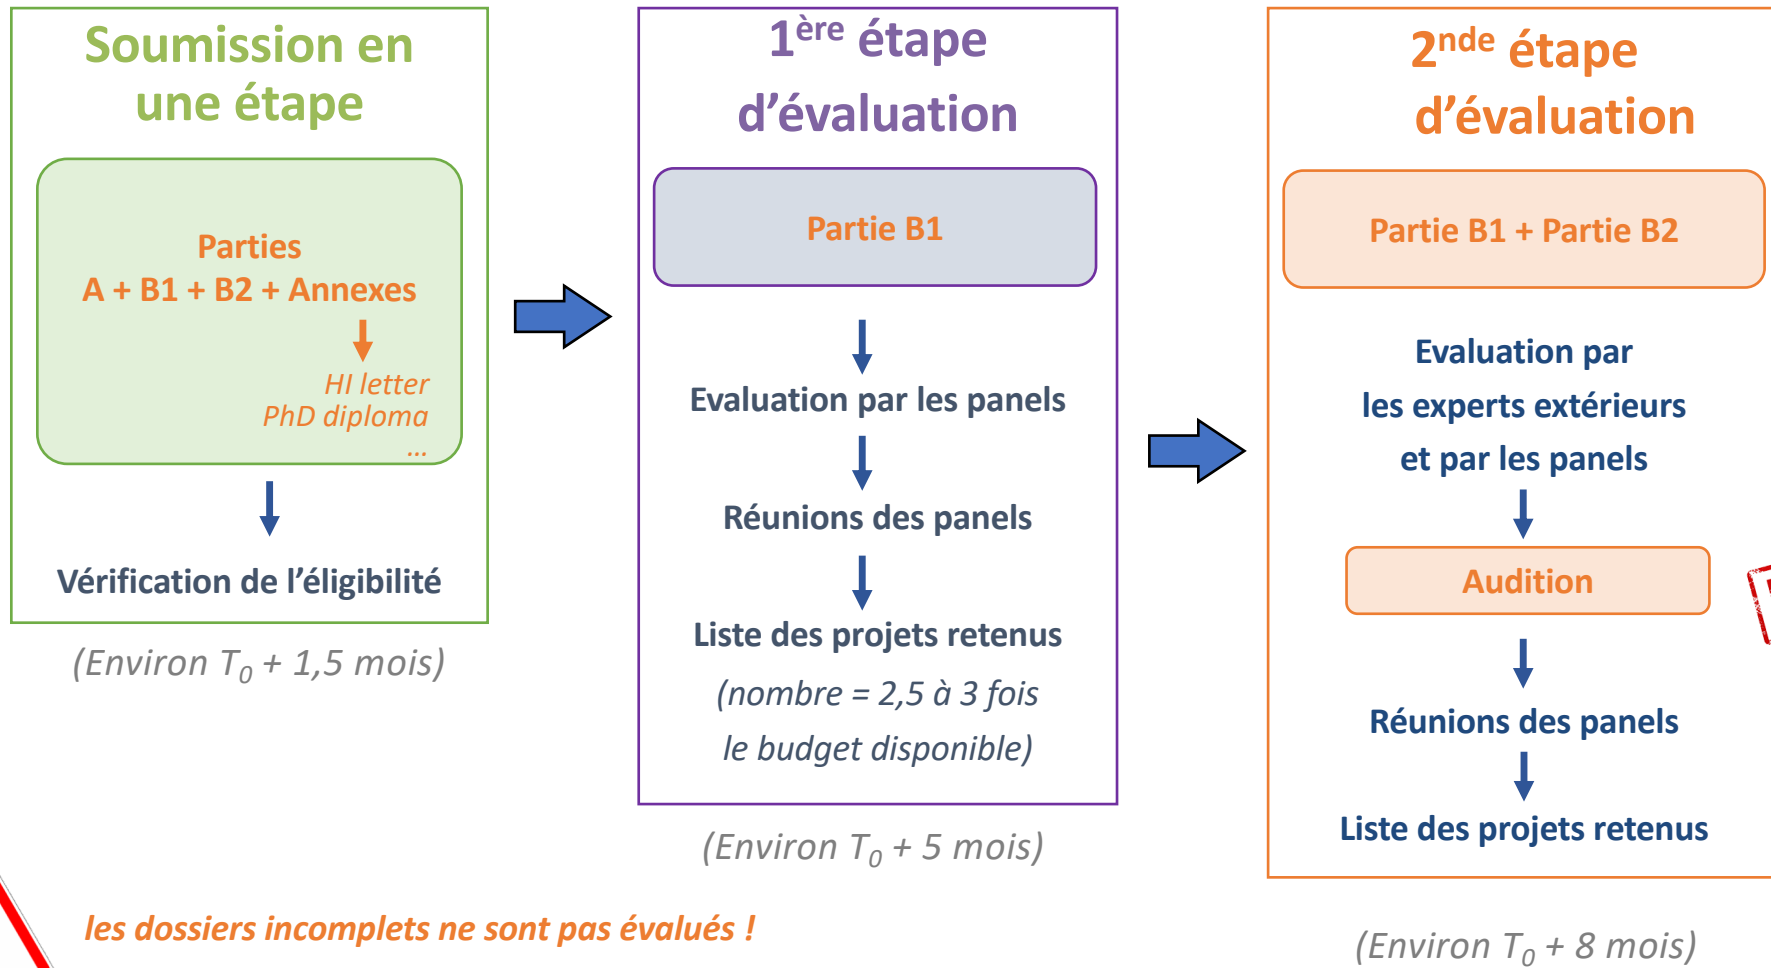 Soumission en
une étape
Parties
A + B1 + B2 + Annexes
HI letter
PhD diploma
...
Vérification de l'éligibilité
(Environ T0 + 1,5 mois)
1ère étape
d'évaluation
Partie B1
Evaluation par les panels
Réunions des panels
Liste des projets retenus
(nombre = 2,5 à 3 fois
le budget disponible)
(Environ T0 + 5 mois)
2nde étape
d'évaluation
Partie B1 + Partie B2
Evaluation par
les experts extérieurs
et par les panels
Audition
Réunions des panels
Liste des projets retenus
(Environ T0 + 8 mois)
les dossiers incomplets ne sont pas évalués !